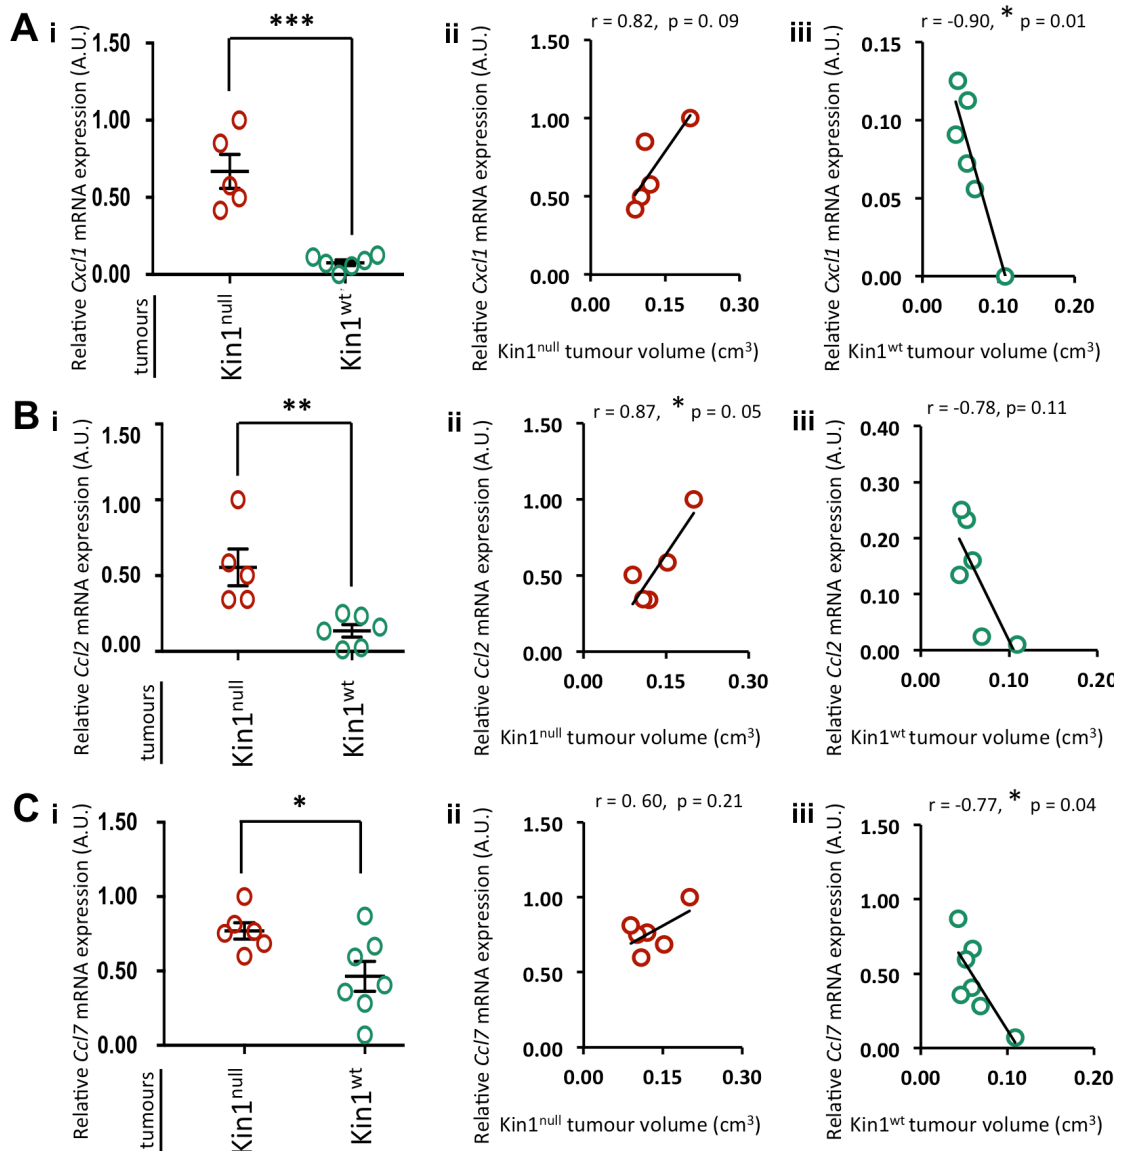 A
i
Relative Cxcl1 mRNA expression (A.U.)
1.50
1.00
0.50
0.00
***
tumours
Kin1null
Kin1wt
ii
r = 0.82, p = 0. 09
Relative Cxcl1 mRNA expression (A.U.)
1.50
1.00
0.50
0.00
0.00 0.15 0.30
Kin1null tumour volume (cm3)
iii
r = -0.90, * p = 0.01
Relative Cxcl1 mRNA expression (A.U.)
0.15
0.10
0.05
0.00
0.00 0.10 0.20
Kin1wt tumour volume (cm3)
B
i
Relative Ccl2 mRNA expression (A.U.)
1.50
1.00
0.50
0.00
**
tumours
Kin1null
Kin1wt
ii
r = 0.87, * p = 0. 05
Relative Ccl2 mRNA expression (A.U.)
1.50
1.00
0.50
0.00
0.00 0.15 0.30
Kin1null tumour volume (cm3)
iii
r = -0.78, p= 0.11
Relative Ccl2 mRNA expression (A.U.)
0.40
0.30
0.20
0.10
0.00
0.00 0.10 0.20
Kin1wt tumour volume (cm3)
C
i
Relative Ccl7 mRNA expression (A.U.)
1.50
1.00
0.50
0.00
*
tumours
Kin1null
Kin1wt
ii
r = 0. 60, p = 0.21
Relative Ccl7 mRNA expression (A.U.)
1.50
1.00
0.50
0.00
0.00 0.15 0.30
Kin1null tumour volume (cm3)
iii
r = -0.77, * p = 0.04
Relative Ccl7 mRNA expression (A.U.)
1.50
1.00
0.50
0.00
0.00 0.10 0.20
Kin1wt tumour volume (cm3)